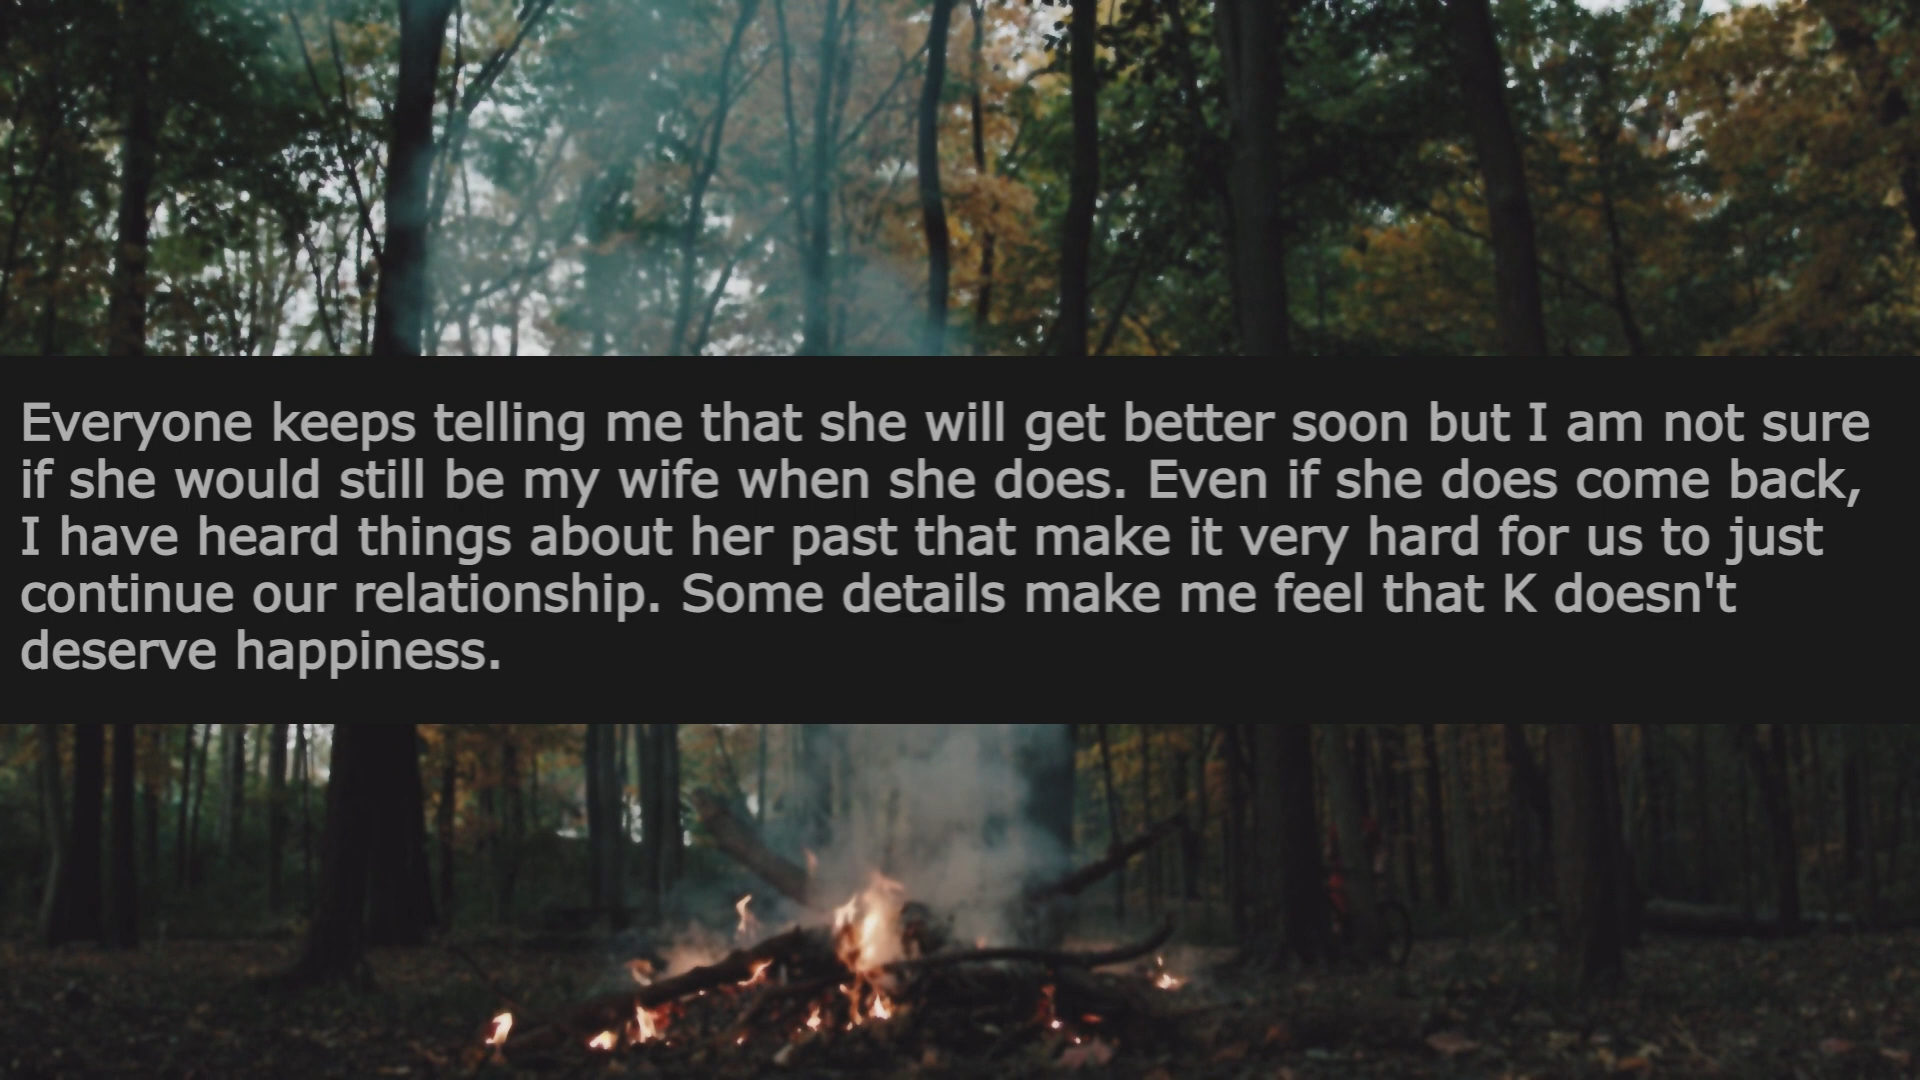 Everyone keeps telling me that she will get better soon but I am not sure
if she would still be my wife when she does. Even if she does come back,
I have heard things about her past that make it very hard for us to just
continue our relationship. Some details make me feel that K doesn't
deserve happiness.